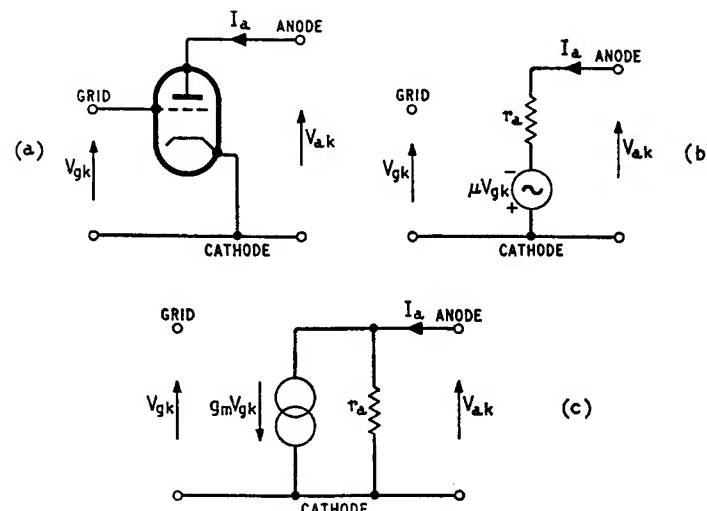 Ia
ANODE
GRID
(a)
Vgk
Vak
CATHODE
Ia
ANODE
GRID
ra
Vgk
−
μVgk
+
Vak
(b)
CATHODE
GRID
Ia ANODE
Vgk
gmVgk
ra
Vak
(c)
CATHODE